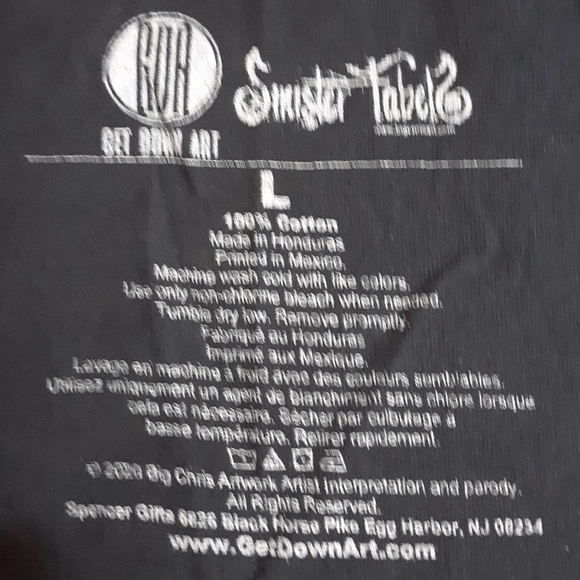 GET DOWN ART
Sinister Labels
L
100% Cotton
Made in Honduras
Printed in Mexico.
Machine wash cold with like colors.
Use only non-chlorine bleach when needed.
Tumble dry low. Remove promptly.
Fabriqué au Honduras
Imprimé aux Mexique.
Lavage en machine à froid avec des couleurs semblables.
Utilisez uniquement un agent de blanchiment sans chlore lorsque
cela est nécessaire. Sécher par culbutage à
basse température. Retirer rapidement.
© 2020 Big Chris Artwork Artist Interpretation and parody.
All Rights Reserved.
Spencer Gifts 6826 Black Horse Pike Egg Harbor, NJ 08234
www.GetDownArt.com